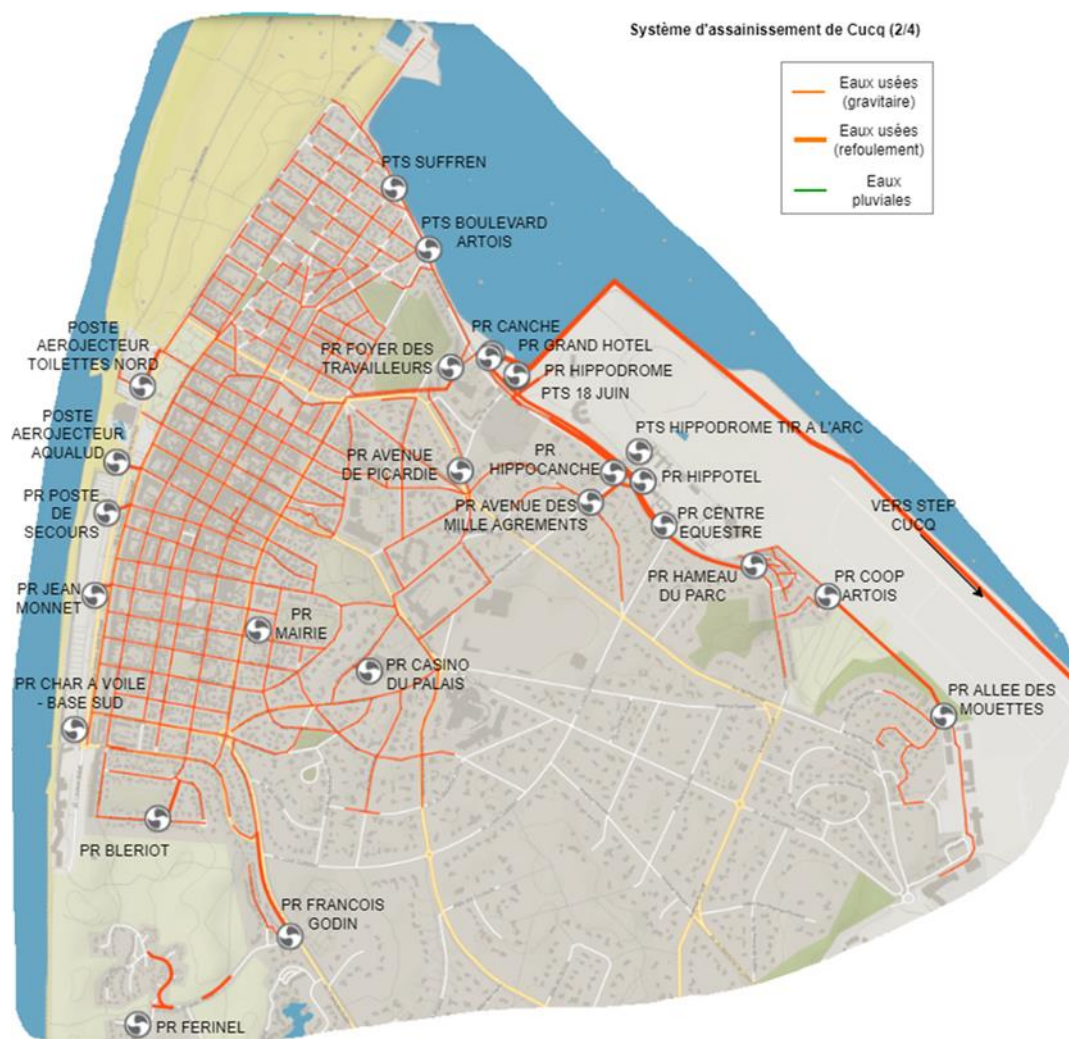 Système d'assainissement de Cucq (2/4)
Eaux usées
(gravitaire)
Eaux usées
(refoulement)
Eaux
pluviales
PTS SUFFREN
PTS BOULEVARD
ARTOIS
POSTE
AEROJECTEUR
TOILETTES NORD
PR FOYER DES
TRAVAILLEURS
PR CANCHE
PR GRAND HOTEL
PR HIPPODROME
PTS 18 JUIN
POSTE
AEROJECTEUR
AQUALUD
PR AVENUE
DE PICARDIE
PR
HIPPOCANCHE
PTS HIPPODROME TIR A L'ARC
PR HIPPOTEL
PR POSTE
DE
SECOURS
PR AVENUE DES
MILLE AGREMENTS
PR CENTRE
EQUESTRE
VERS STEP
CUCQ
PR JEAN
MONNET
PR HAMEAU
DU PARC
PR COOP
ARTOIS
PR
MAIRIE
PR CASINO
DU PALAIS
PR CHAR A VOILE
- BASE SUD
PR ALLEE DES
MOUETTES
PR BLERIOT
PR FRANCOIS
GODIN
PR FERINEL